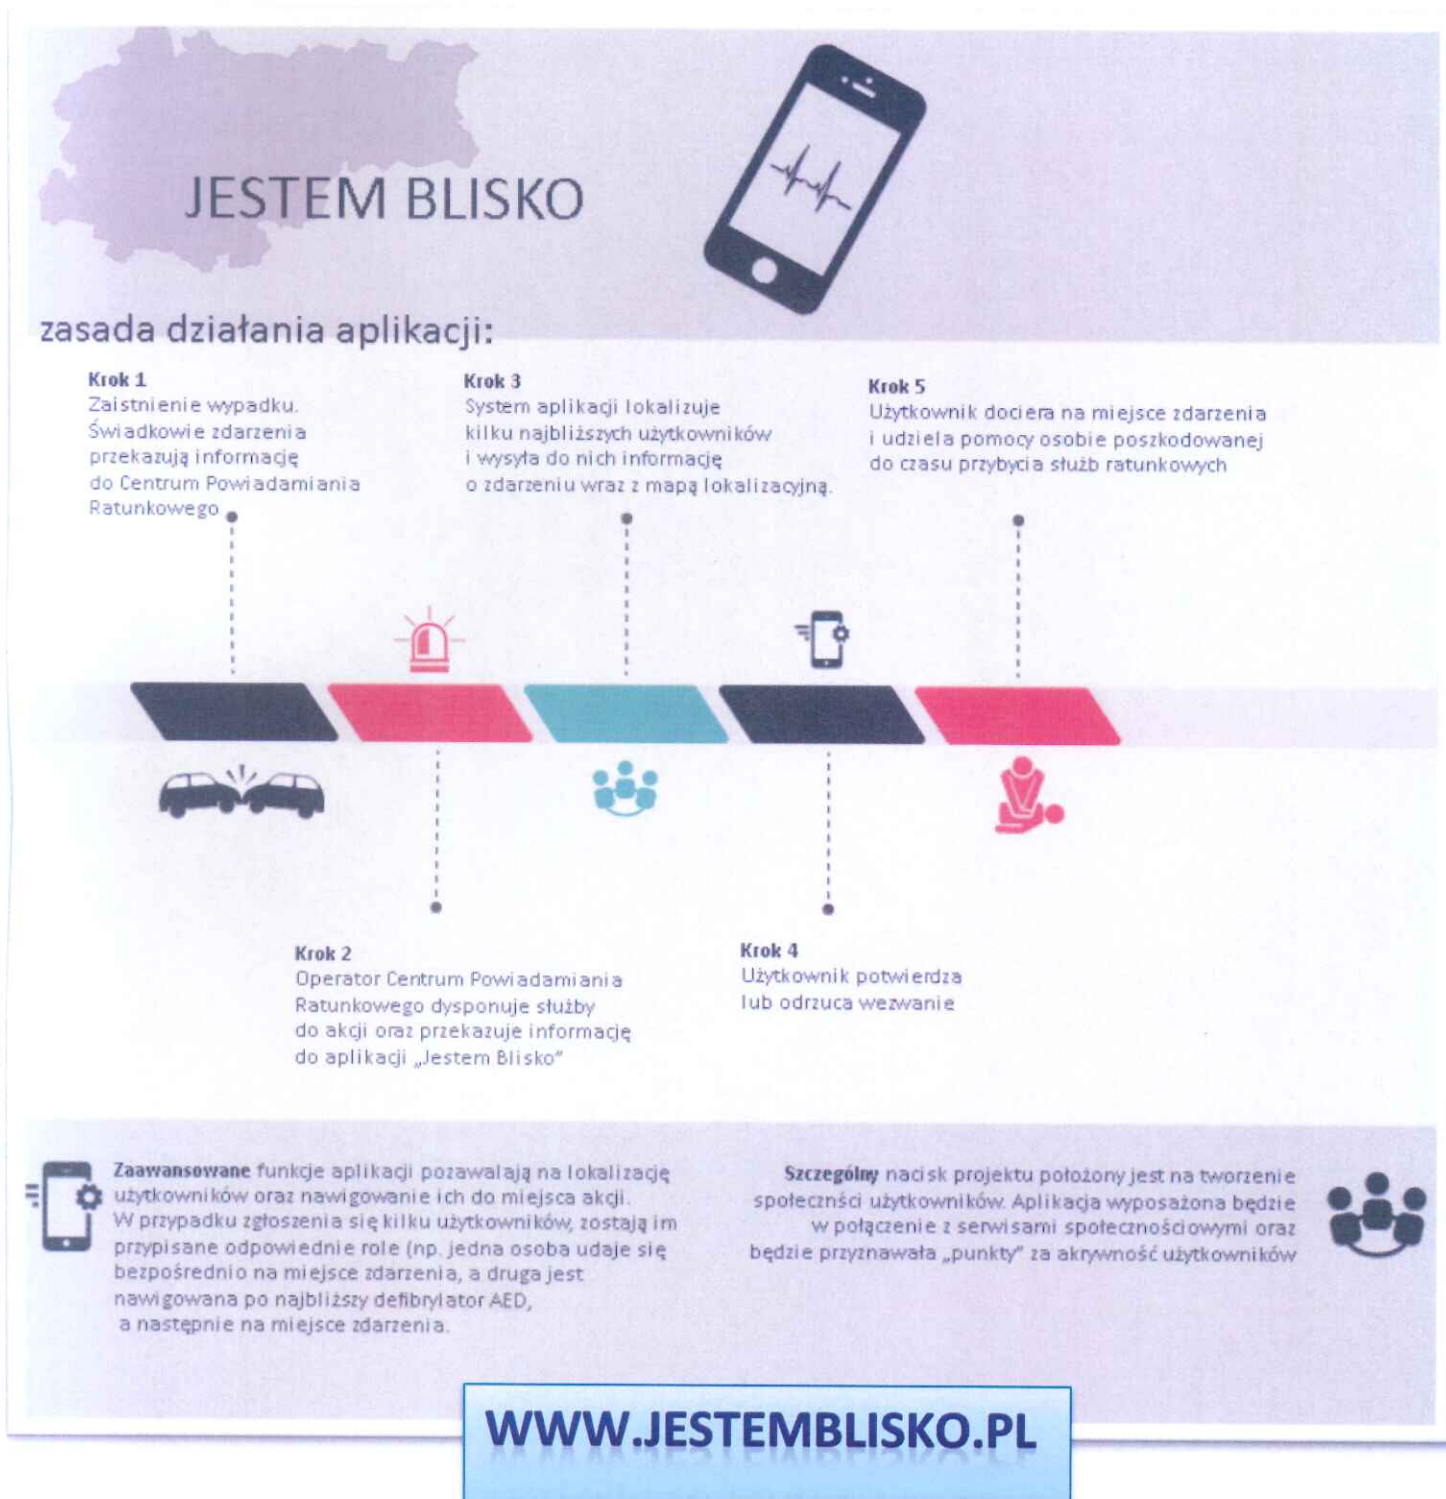 JESTEM BLISKO
zasada działania aplikacji:
Krok 1
Zaistnienie wypadku.
Świadkowie zdarzenia
przekazują informację
do Centrum Powiadamiania
Ratunkowego
Krok 3
System aplikacji lokalizuje
kilku najbliższych użytkowników
i wysyła do nich informację
o zdarzeniu wraz z mapą lokalizacyjną.
Krok 5
Użytkownik dociera na miejsce zdarzenia
i udziela pomocy osobie poszkodowanej
do czasu przybycia służb ratunkowych
Krok 2
Operator Centrum Powiadamiania
Ratunkowego dysponuje służby
do akcji oraz przekazuje informację
do aplikacji „Jestem Blisko"
Krok 4
Użytkownik potwierdza
lub odrzuca wezwanie
Zaawansowane funkcje aplikacji pozawalają na lokalizację
użytkowników oraz nawigowanie ich do miejsca akcji.
W przypadku zgłoszenia się kilku użytkowników, zostają im
przypisane odpowiednie role (np. jedna osoba udaje się
bezpośrednio na miejsce zdarzenia, a druga jest
nawigowana po najbliższy defibrylator AED,
a następnie na miejsce zdarzenia.
Szczególny nacisk projektu położony jest na tworzenie
społeczności użytkowników. Aplikacja wyposażona będzie
w połączenie z serwisami społecznościowymi oraz
będzie przyznawała „punkty" za akrywność użytkowników
WWW.JESTEMBLISKO.PL